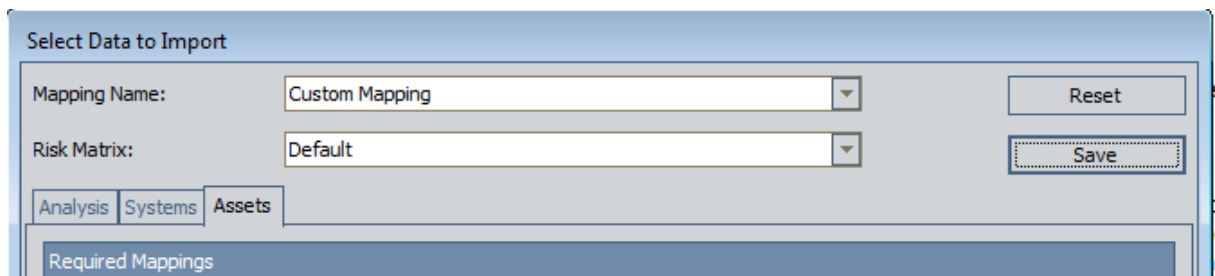 Select Data to Import
Mapping Name: Custom Mapping Reset
Risk Matrix: Default Save
Analysis Systems Assets
Required Mappings